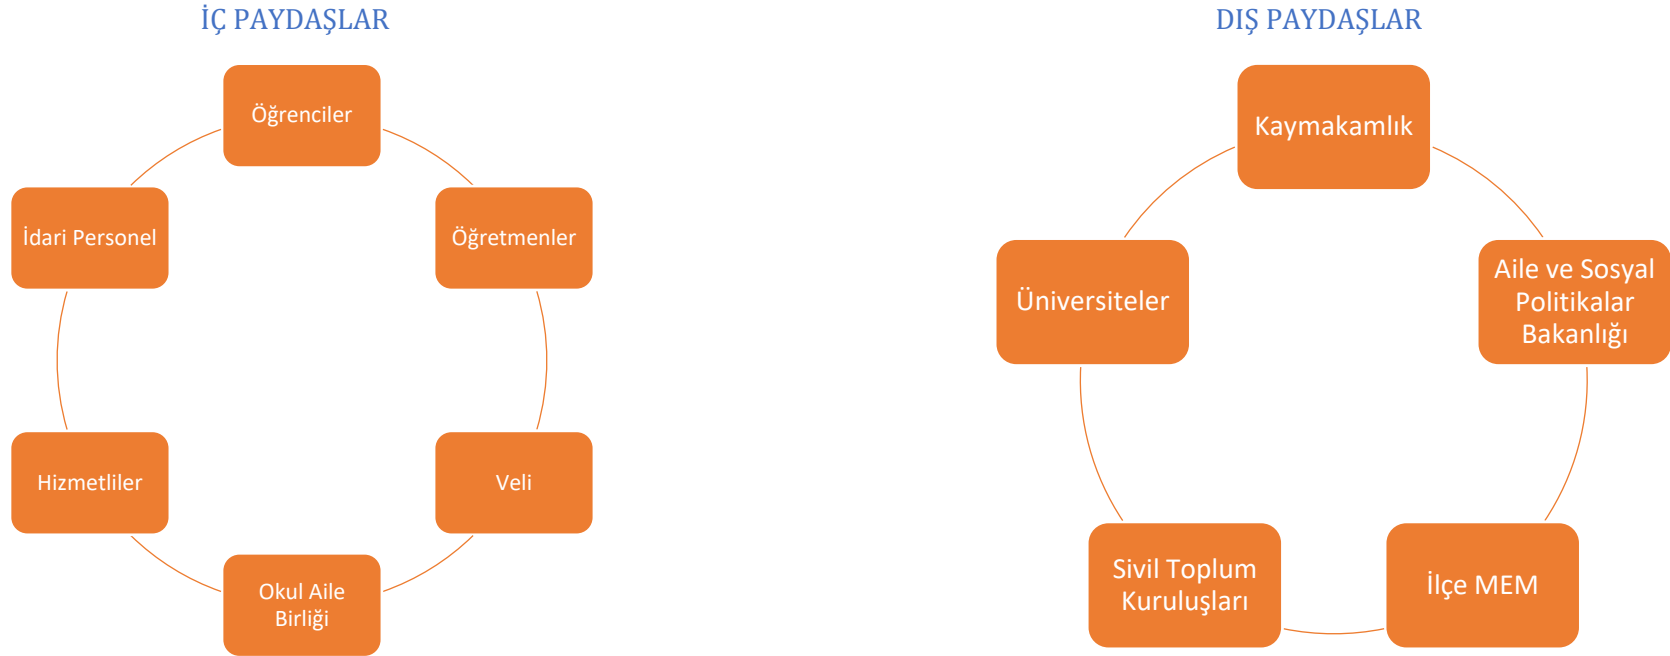 İÇ PAYDAŞLAR
Öğrenciler
Öğretmenler
Veli
Okul Aile
Birliği
Hizmetliler
İdari Personel
DIŞ PAYDAŞLAR
Kaymakamlık
Aile ve Sosyal
Politikalar
Bakanlığı
İlçe MEM
Sivil Toplum
Kuruluşları
Üniversiteler